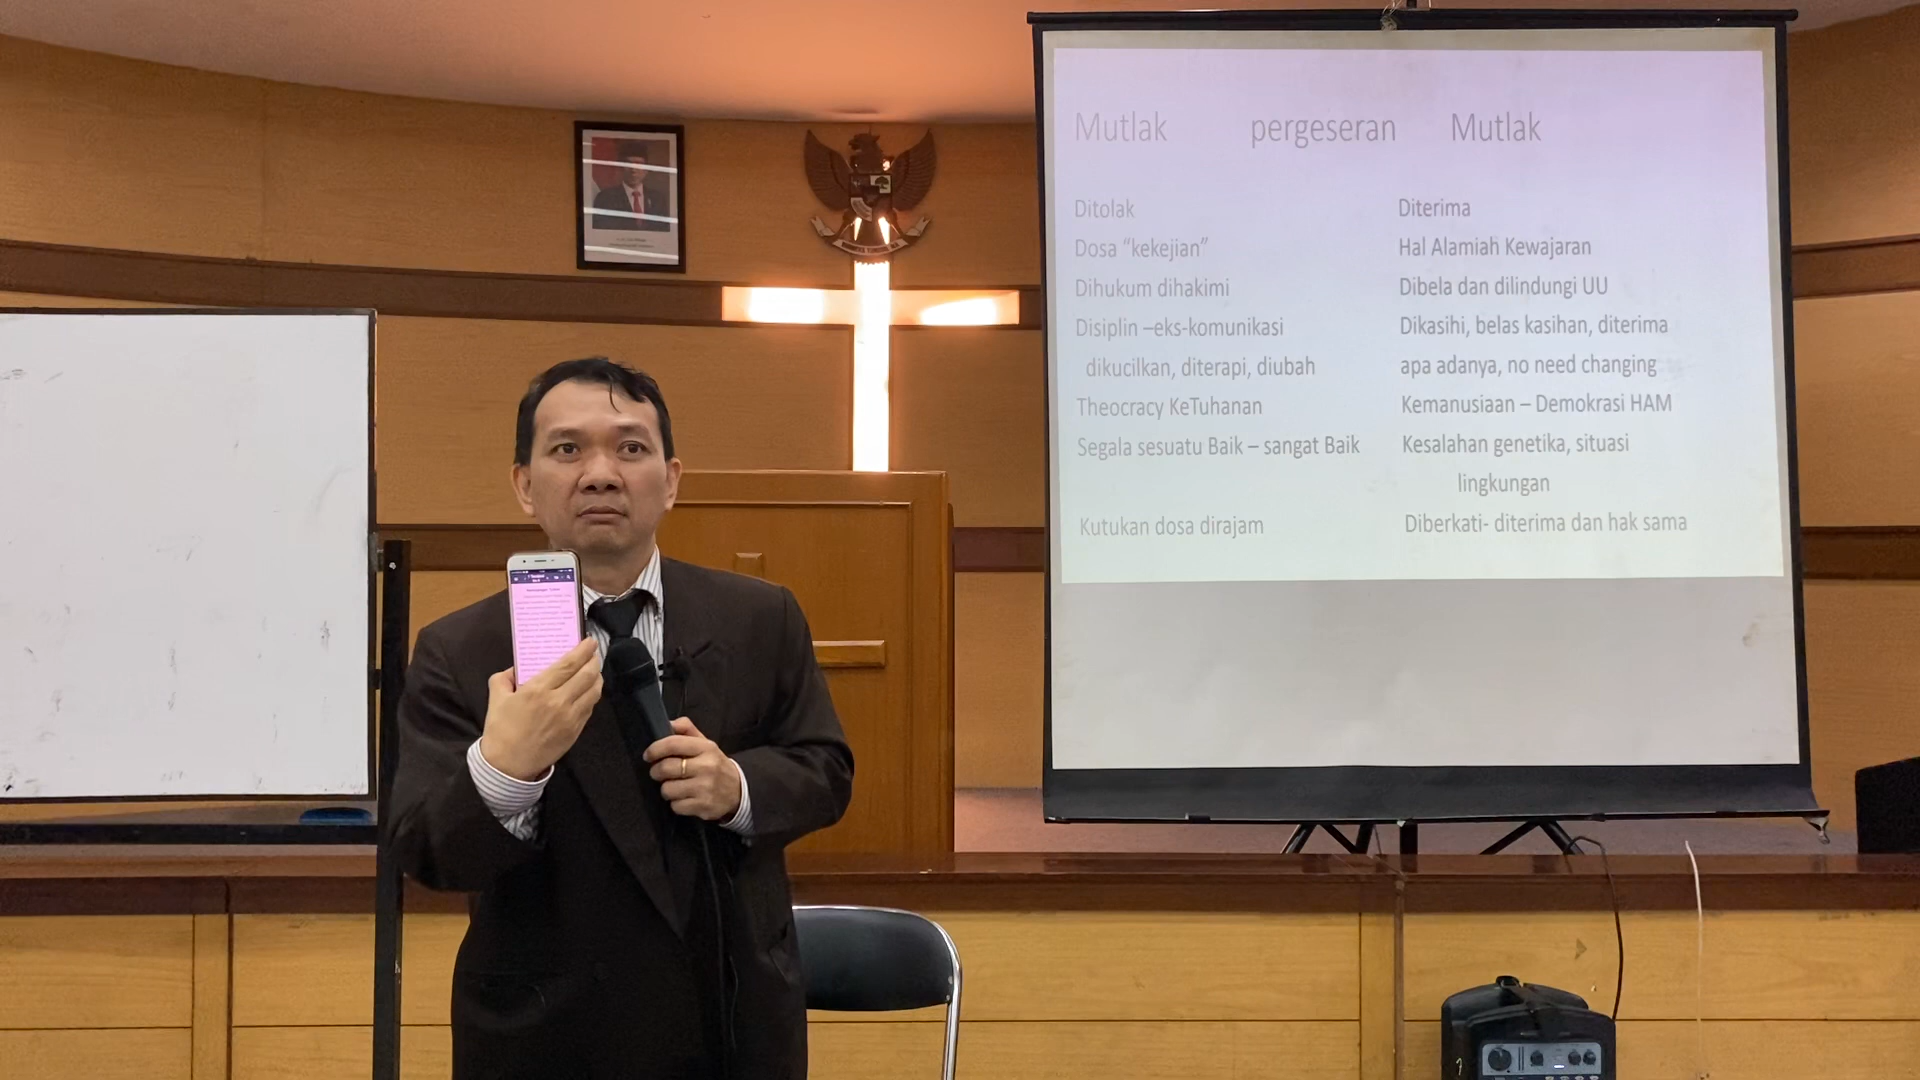 Mutlak pergeseran Mutlak
Ditolak Diterima
Dosa “kekejian” Hal Alamiah Kewajaran
Dihukum dihakimi Dibela dan dilindungi UU
Disiplin –eks-komunikasi Dikasihi, belas kasihan, diterima
dikucilkan, diterapi, diubah apa adanya, no need changing
Theocracy KeTuhanan Kemanusiaan – Demokrasi HAM
Segala sesuatu Baik – sangat Baik Kesalahan genetika, situasi
lingkungan
Kutukan dosa dirajam Diberkati- diterima dan hak sama